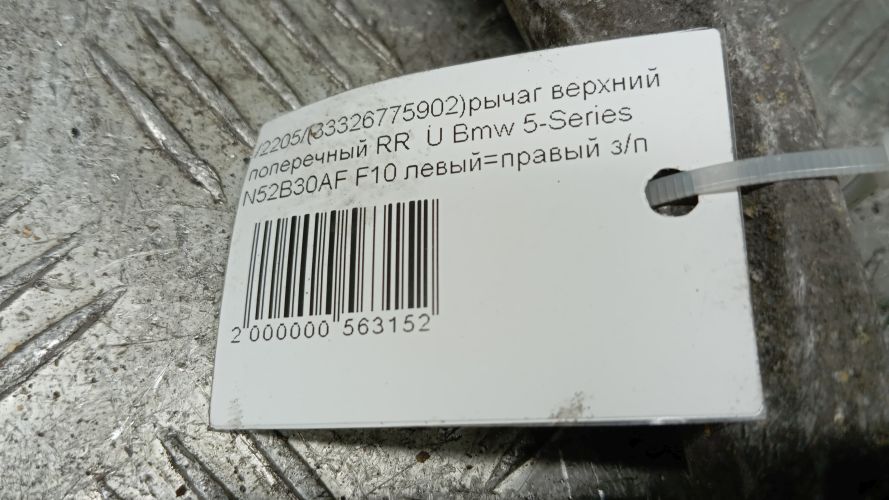 /2205/(33326775902)рычаг верхний
поперечный RR U Bmw 5-Series
N52B30AF F10 левый=правый з/п
2 000000 563152